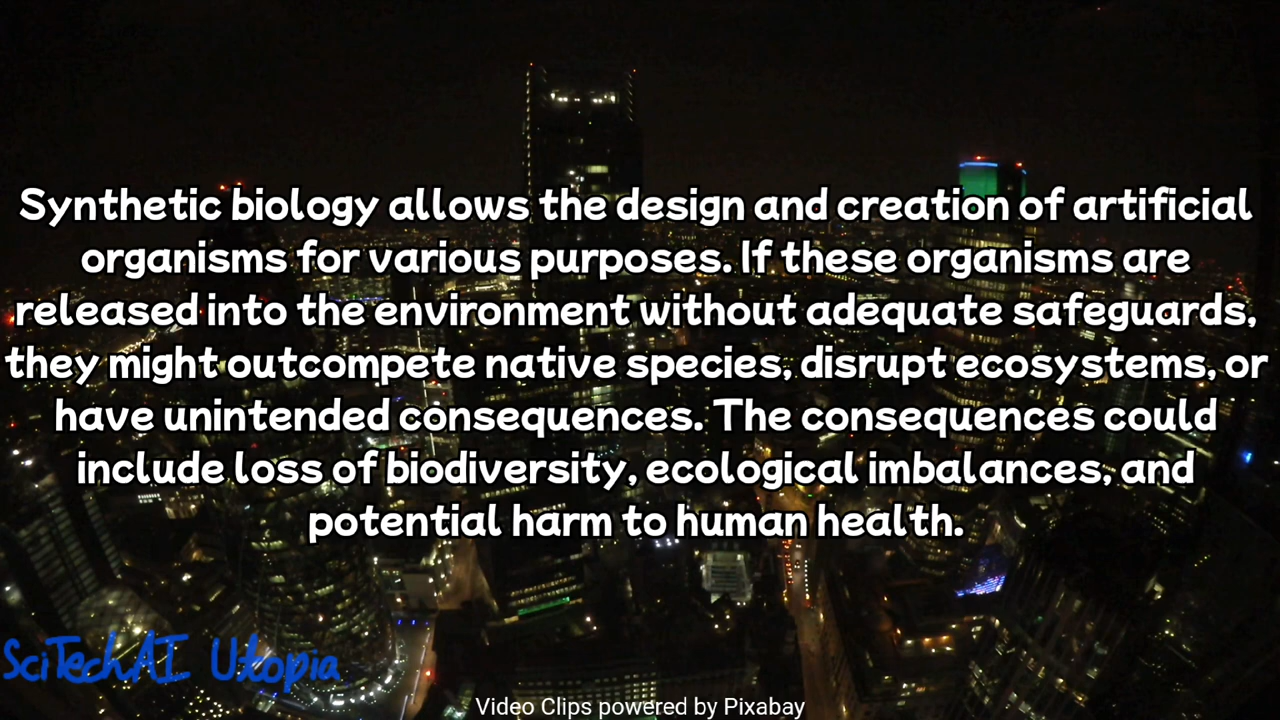 Synthetic biology allows the design and creation of artificial
organisms for various purposes. If these organisms are
released into the environment without adequate safeguards,
they might outcompete native species, disrupt ecosystems, or
have unintended consequences. The consequences could
include loss of biodiversity, ecological imbalances, and
potential harm to human health.
SciTechAI Utopia
Video Clips powered by Pixabay